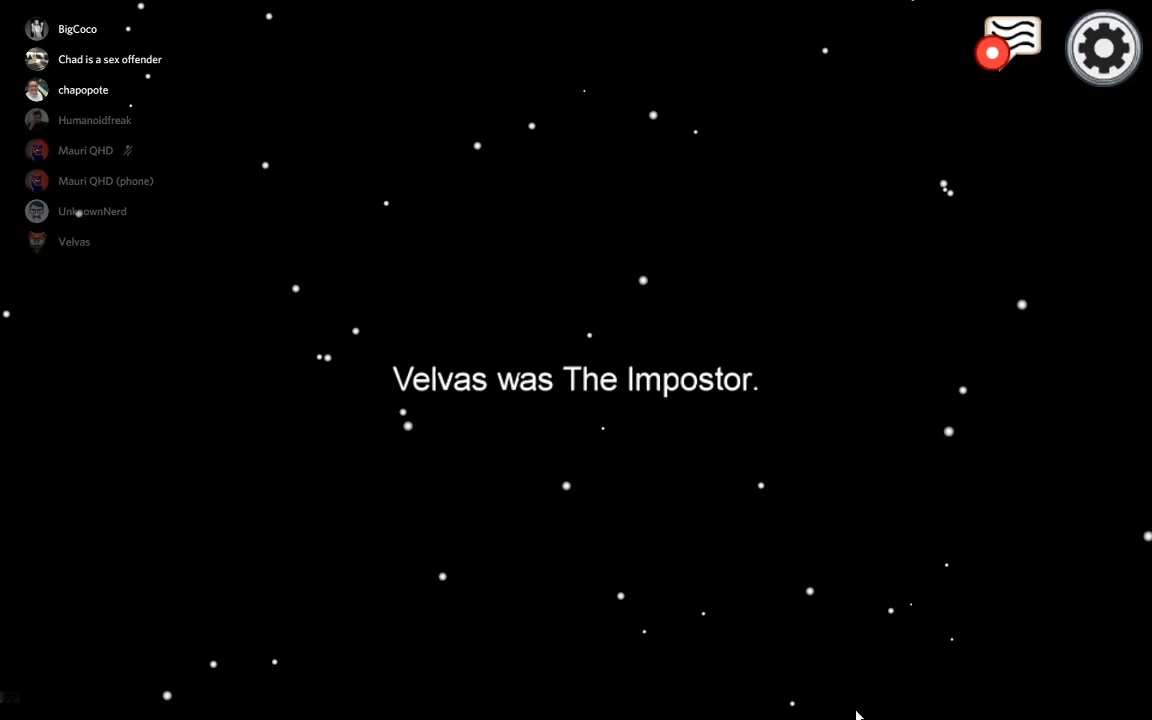 BigCoco
Chad is a sex offender
chapopote
Humanoidfreak
Mauri QHD
Mauri QHD (phone)
UnknownNerd
Velvas
Velvas was The Impostor.